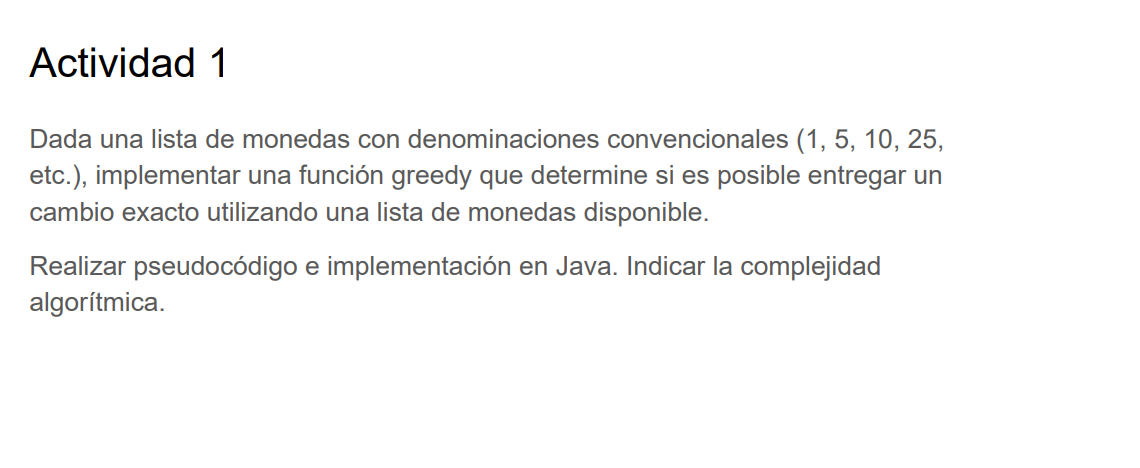 Actividad 1
Dada una lista de monedas con denominaciones convencionales (1, 5, 10, 25,
etc.), implementar una función greedy que determine si es posible entregar un
cambio exacto utilizando una lista de monedas disponible.
Realizar pseudocódigo e implementación en Java. Indicar la complejidad
algorítmica.